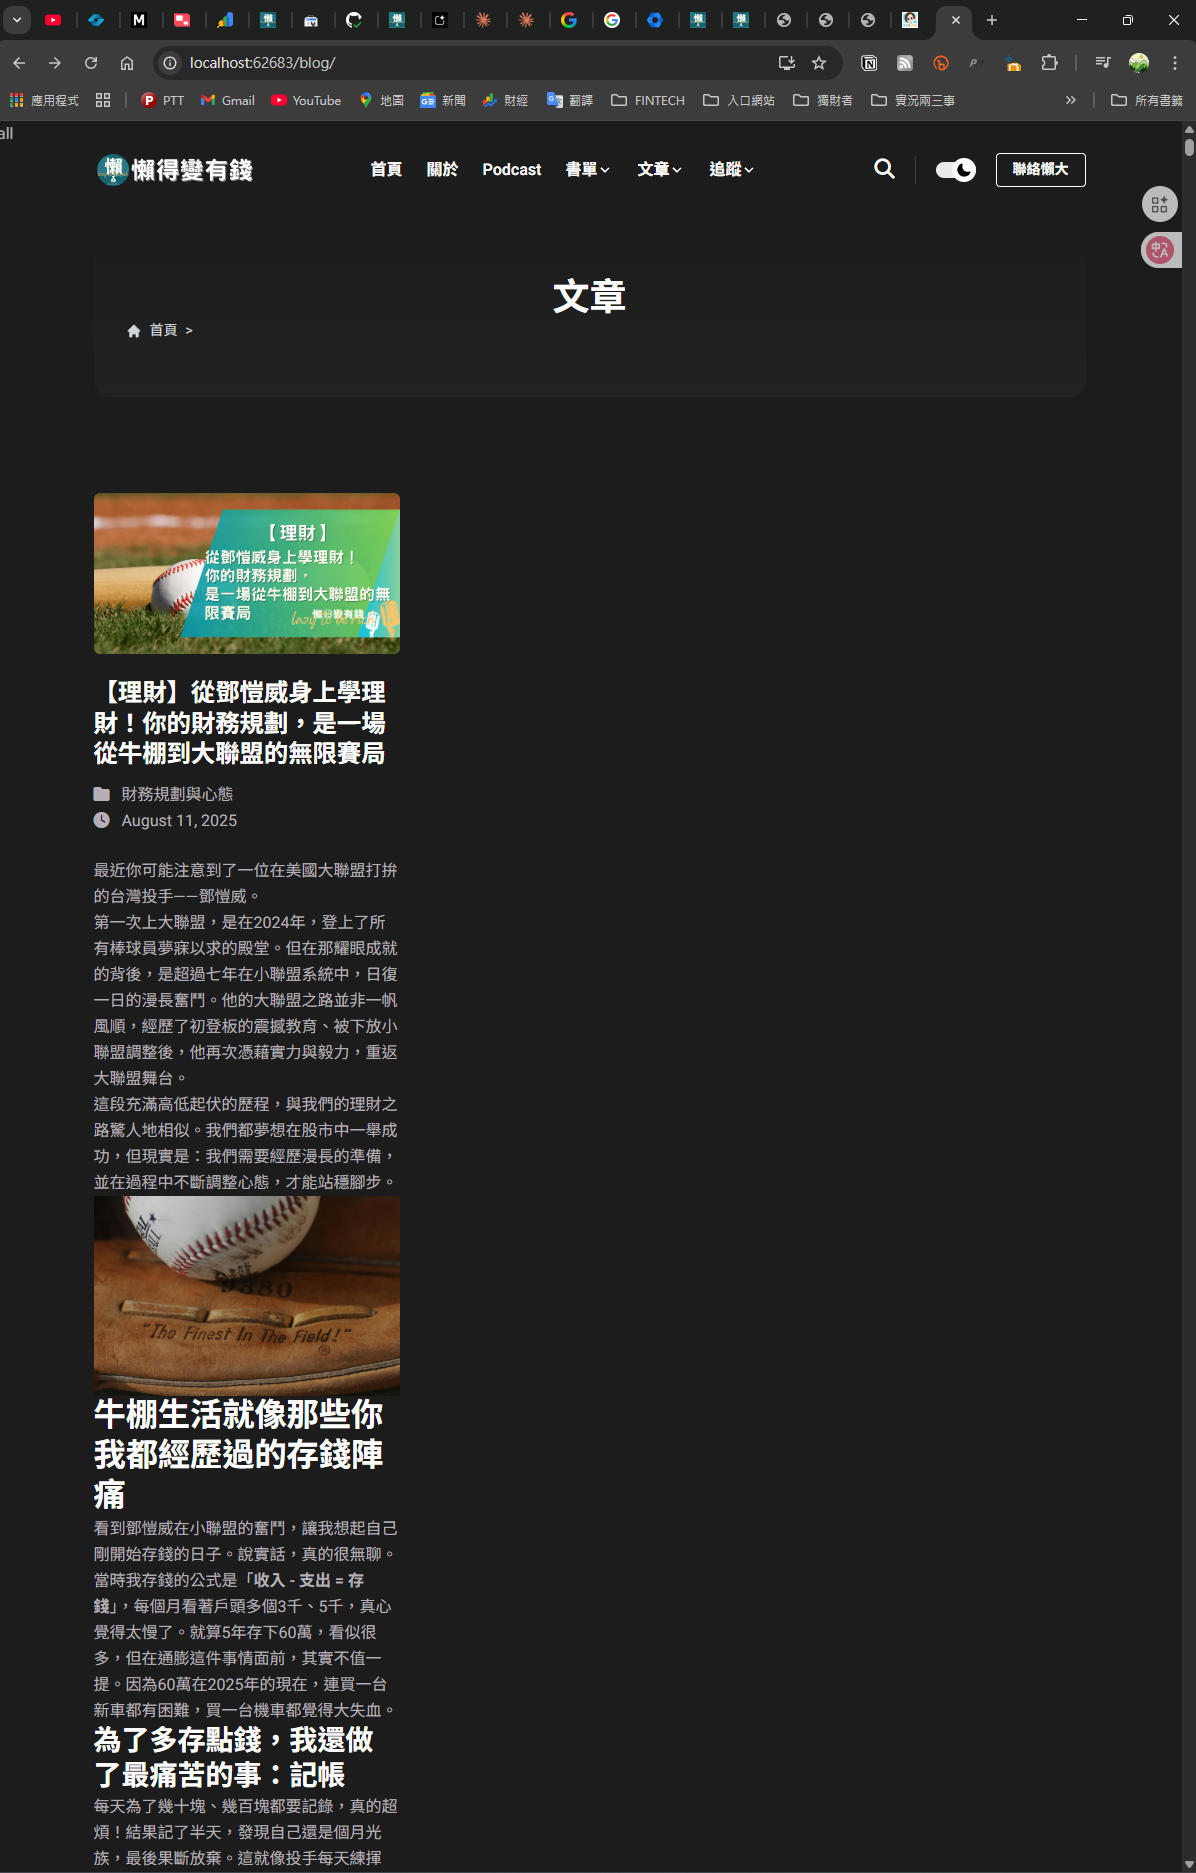 localhost:62683/blog/
應用程式
PTT
Gmail
YouTube
地圖
新聞
財經
翻譯
FINTECH
入口網站
獨財者
實況兩三事
所有書籤
all
懶得變有錢
首頁
關於
Podcast
書單
文章
追蹤
聯絡懶大
文章
首頁 >
【理財】
從鄧愷威身上學理財！
你的財務規劃，
是一場從牛棚到大聯盟的無
限賽局
懶得變有錢
【理財】從鄧愷威身上學理
財！你的財務規劃，是一場
從牛棚到大聯盟的無限賽局
財務規劃與心態
August 11, 2025
最近你可能注意到了一位在美國大聯盟打拚
的台灣投手——鄧愷威。
第一次上大聯盟，是在2024年，登上了所
有棒球員夢寐以求的殿堂。但在那耀眼成就
的背後，是超過七年在小聯盟系統中，日復
一日的漫長奮鬥。他的大聯盟之路並非一帆
風順，經歷了初登板的震撼教育、被下放小
聯盟調整後，他再次憑藉實力與毅力，重返
大聯盟舞台。
這段充滿高低起伏的歷程，與我們的理財之
路驚人地相似。我們都夢想在股市中一舉成
功，但現實是：我們需要經歷漫長的準備，
並在過程中不斷調整心態，才能站穩腳步。
9380
"The Finest In The Field!"
®
牛棚生活就像那些你
我都經歷過的存錢陣
痛
看到鄧愷威在小聯盟的奮鬥，讓我想起自己
剛開始存錢的日子。說實話，真的很無聊。
當時我存錢的公式是「收入 - 支出 = 存
錢」，每個月看著戶頭多個3千、5千，真心
覺得太慢了。就算5年存下60萬，看似很
多，但在通膨這件事情面前，其實不值一
提。因為60萬在2025年的現在，連買一台
新車都有困難，買一台機車都覺得大失血。
為了多存點錢，我還做
了最痛苦的事：記帳
每天為了幾十塊、幾百塊都要記錄，真的超
煩！結果記了半天，發現自己還是個月光
族，最後果斷放棄。這就像投手每天練揮